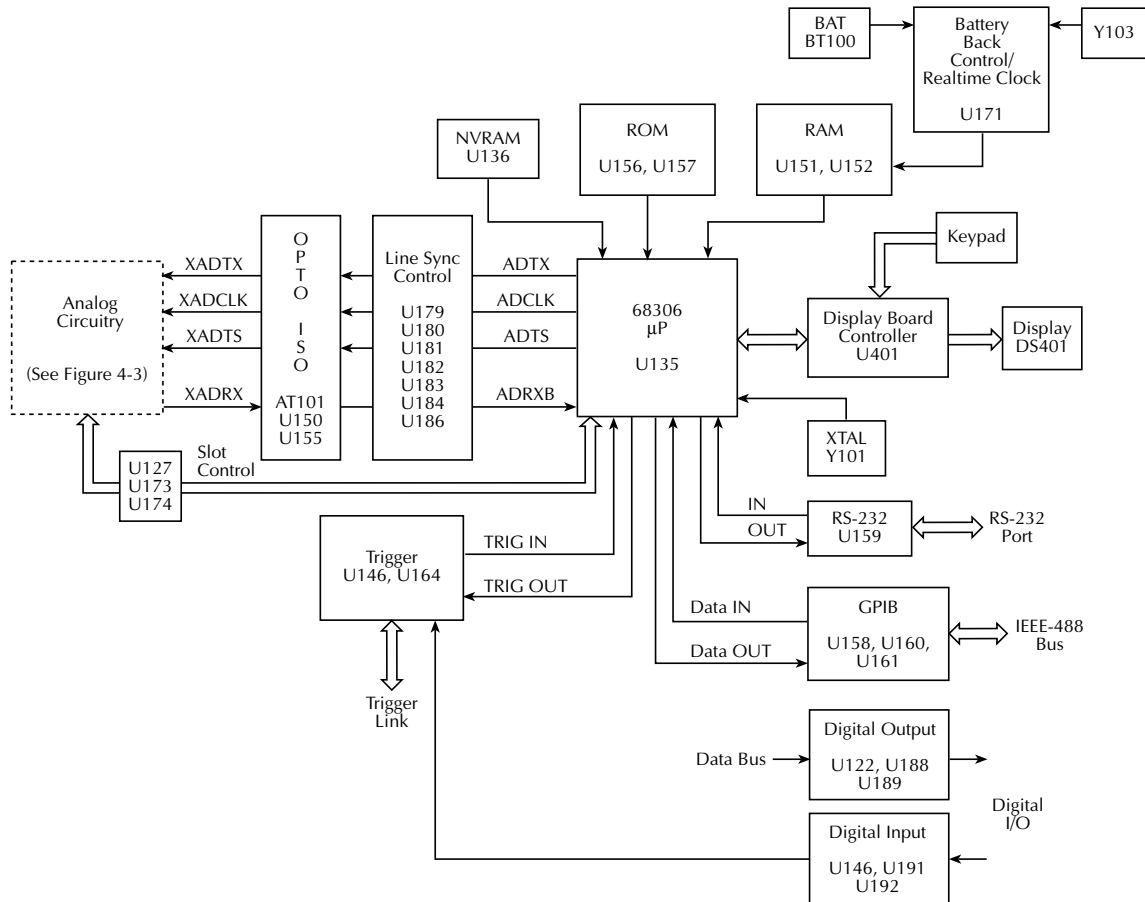 BAT
BT100
Battery
Back
Control/
Realtime Clock
U171
Y103
NVRAM
U136
ROM
U156, U157
RAM
U151, U152
Keypad
Analog
Circuitry
(See Figure 4-3)
XADTX
XADCLK
XADTS
XADRX
O
P
T
O
I
S
O
AT101
U150
U155
Line Sync
Control
U179
U180
U181
U182
U183
U184
U186
ADTX
ADCLK
ADTS
ADRXB
68306
µP
U135
Display Board
Controller
U401
Display
DS401
XTAL
Y101
U127
U173
U174
Slot
Control
IN
OUT
RS-232
U159
RS-232
Port
Trigger
U146, U164
TRIG IN
TRIG OUT
Data IN
Data OUT
GPIB
U158, U160,
U161
IEEE-488
Bus
Trigger
Link
Data Bus
Digital Output
U122, U188
U189
Digital
I/O
Digital Input
U146, U191
U192